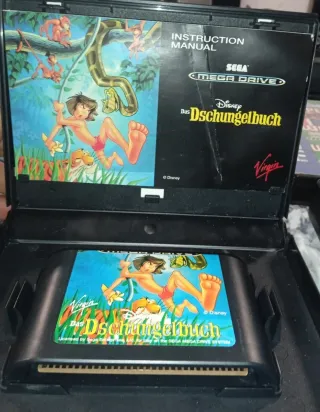 INSTRUCTION
MANUAL
SEGA
MEGA DRIVE
Disney
Das Dschungelbuch
© Disney
Virgin
Virgin
Disney
Das Dschungelbuch
© Disney